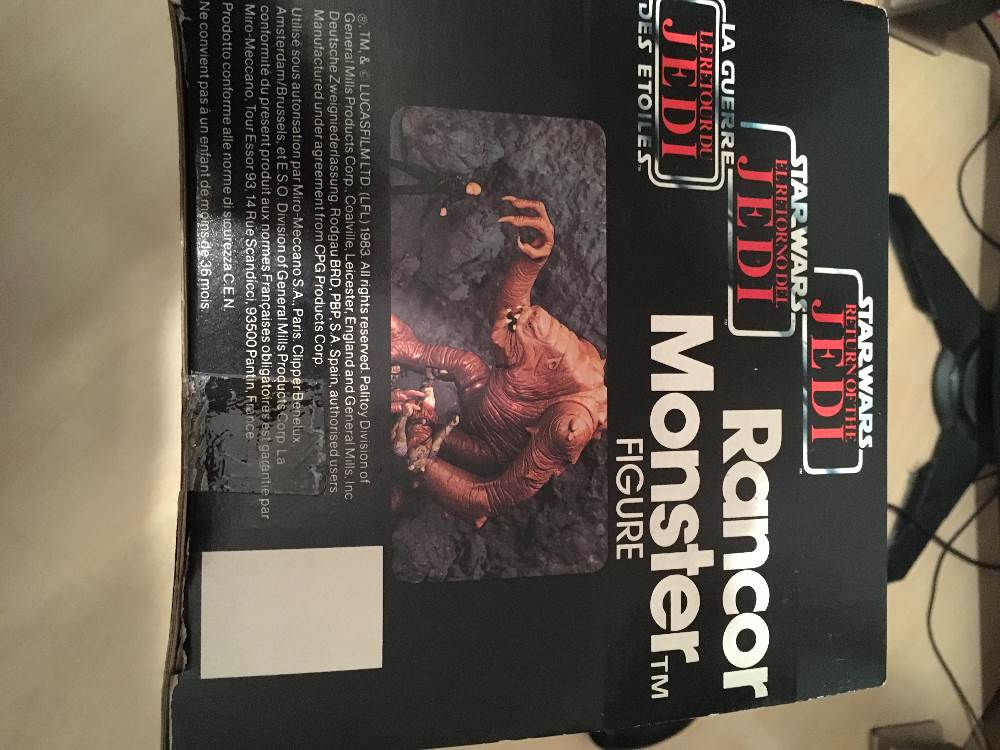 LA GUERRE
LE RETOUR DU
JEDI
DES ETOILES™
STAR WARS
EL RETORNO DEL
JEDI
STAR WARS
RETURN OF THE
JEDI
Rancor
Monster™
FIGURE
®, TM, & © LUCASFILM LTD. (LFL) 1983. All rights reserved. Palitoy Division of
General Mills Products Corp., Coalville, Leicester, England and General Mills, Inc.
Deutsche Zweigniederlassung, Rodgau BRD, PBP, S.A. Spain, authorised users.
Manufactured under agreement from CPG Products Corp.
Utilisé sous autorisation par Miro-Meccano S.A., Paris. Clipper Benelux
Amsterdam/Brussels, et E.S.O. Division of General Mills Products Corp. La
conformité du present produit aux normes Françaises obligatoires est garantie par
Miro-Meccano, Tour Essor 93, 14 Rue Scandicci, 93500 Pantin, France.
Prodotto conforme alle norme di sicurezza C.E.N.
Ne convient pas à un enfant de moins de 36 mois.